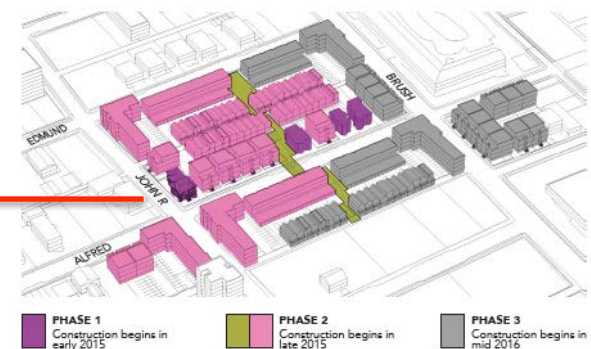 BRUSH
EDMUND
JOHN R
ALFRED
PHASE 1
Construction begins in
early 2015
PHASE 2
Construction begins in
late 2015
PHASE 3
Construction begins in
mid 2016